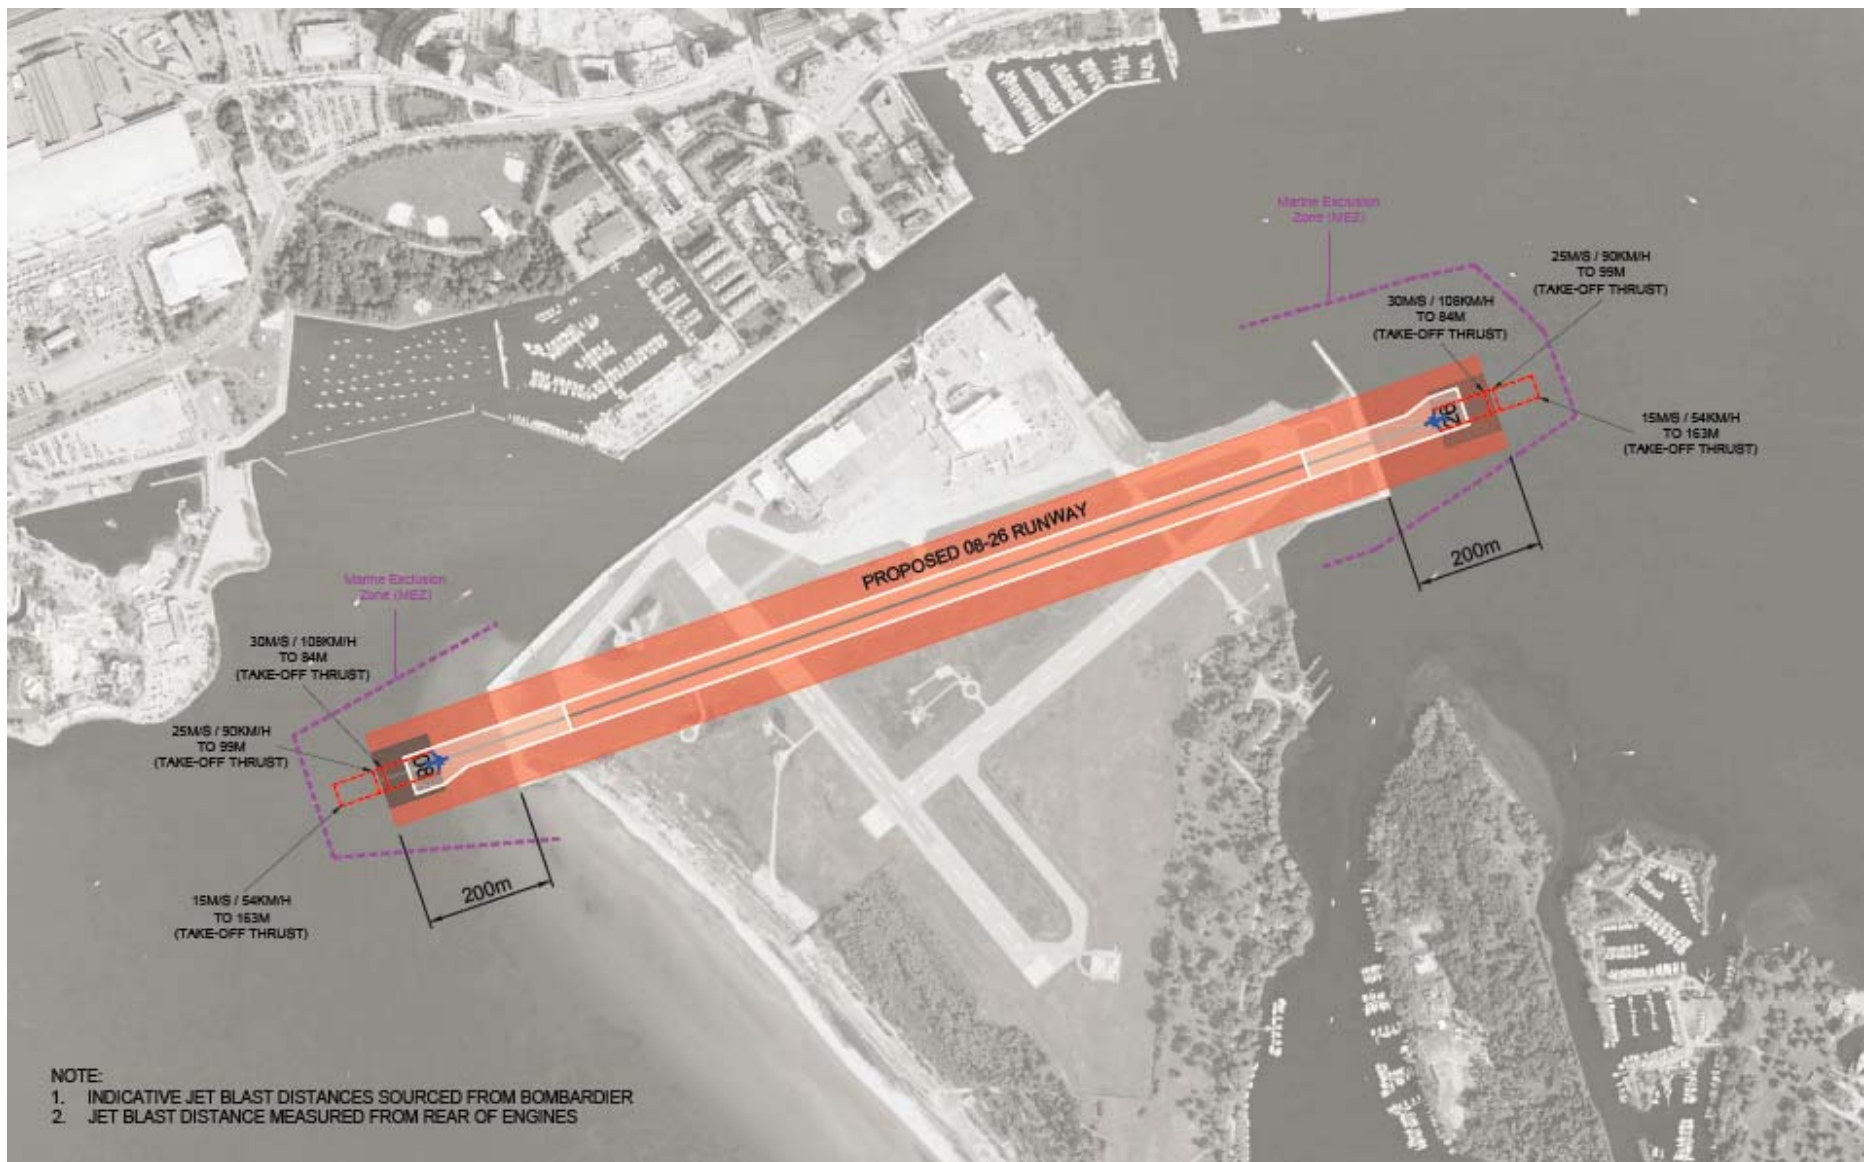 Marine Exclusion
Zone (MEZ)
25M/S / 90KM/H
TO 99M
(TAKE-OFF THRUST)
30M/S / 108KM/H
TO 84M
(TAKE-OFF THRUST)
26
15M/S / 54KM/H
TO 163M
(TAKE-OFF THRUST)
PROPOSED 08-26 RUNWAY
200m
Marine Exclusion
Zone (MEZ)
30M/S / 108KM/H
TO 84M
(TAKE-OFF THRUST)
25M/S / 90KM/H
TO 99M
(TAKE-OFF THRUST)
08
200m
15M/S / 54KM/H
TO 163M
(TAKE-OFF THRUST)
NOTE:
1. INDICATIVE JET BLAST DISTANCES SOURCED FROM BOMBARDIER
2. JET BLAST DISTANCE MEASURED FROM REAR OF ENGINES